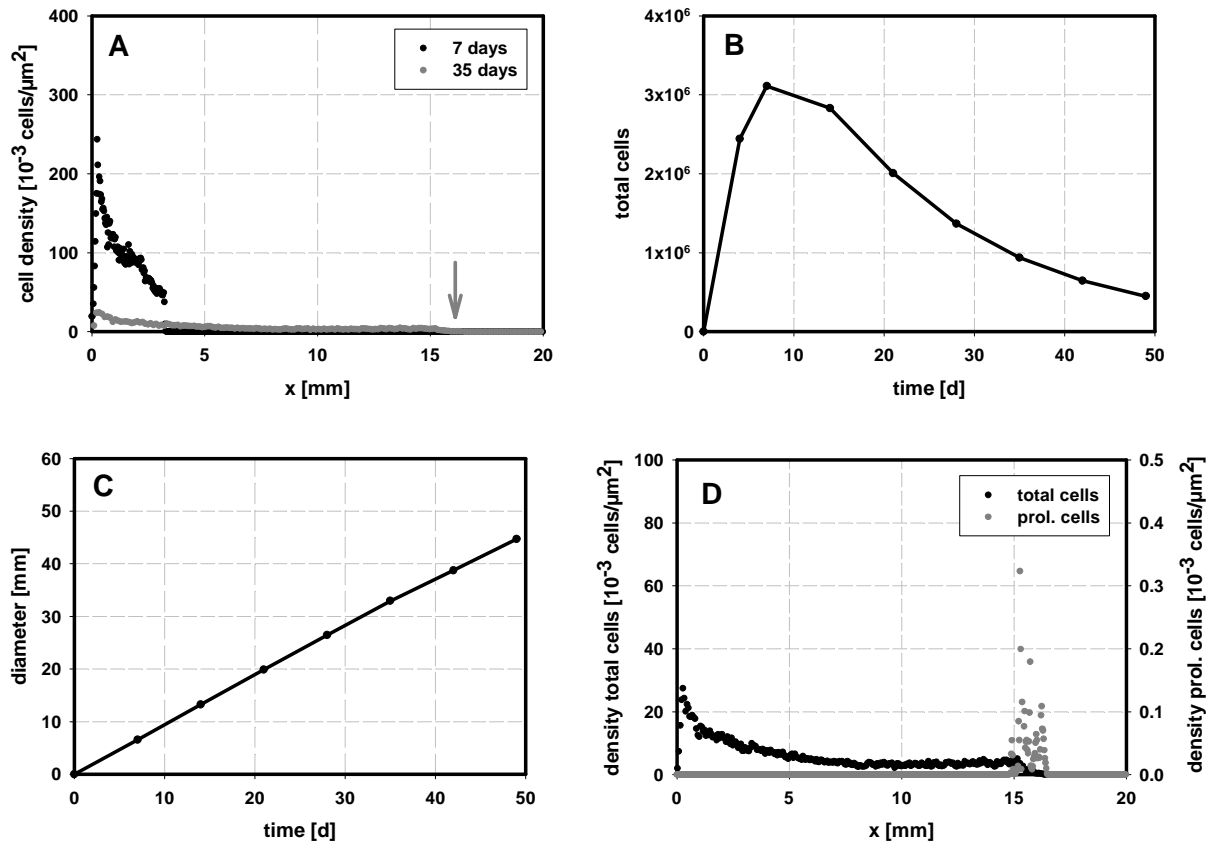 A
7 days
35 days
400
300
200
100
0
cell density [10⁻³ cells/µm²]
0 5 10 15 20
x [mm]
B
4x10⁶
3x10⁶
2x10⁶
1x10⁶
0
total cells
0 10 20 30 40 50
time [d]
C
60
50
40
30
20
10
0
diameter [mm]
0 10 20 30 40 50
time [d]
D
total cells
prol. cells
100
80
60
40
20
0
density total cells [10⁻³ cells/µm²]
0.5
0.4
0.3
0.2
0.1
0.0
density prol. cells [10⁻³ cells/µm²]
0 5 10 15 20
x [mm]